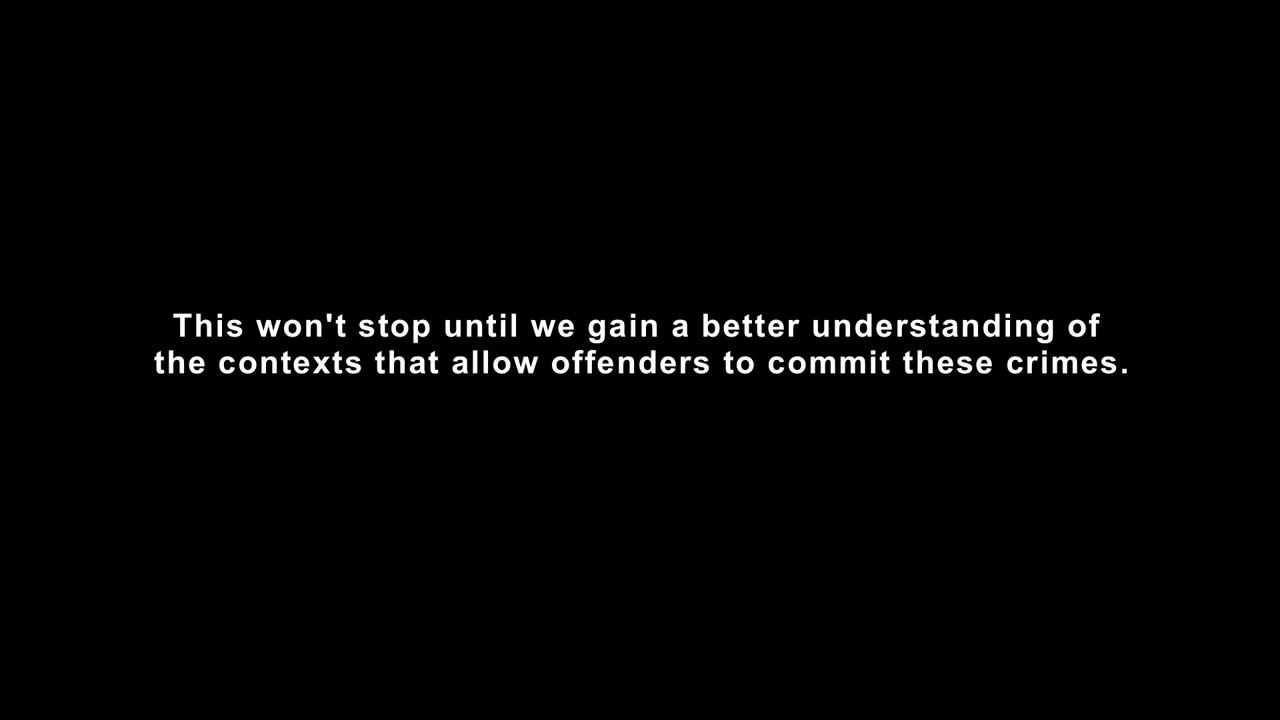 This won't stop until we gain a better understanding of
the contexts that allow offenders to commit these crimes.